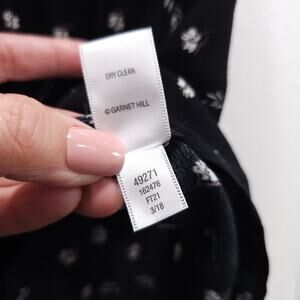 DRY CLEAN
© GARNET HILL
49271
162476
FT21
3/18